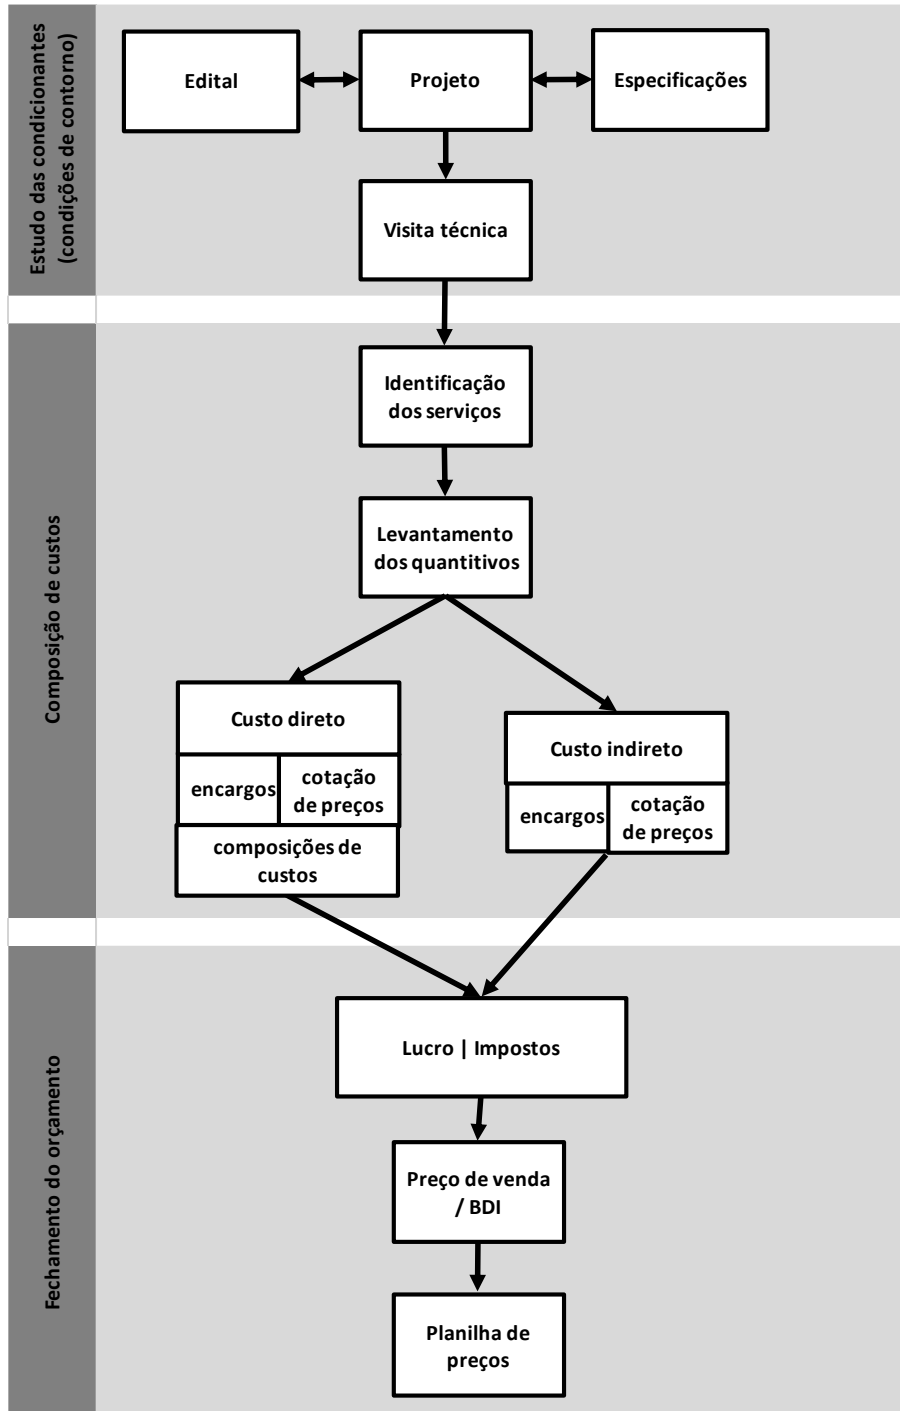 Estudo das condicionantes
(condições de contorno)
Edital
Projeto
Especificações
Visita técnica
Composição de custos
Identificação
dos serviços
Levantamento
dos quantitivos
Custo direto
encargos
cotação
de preços
composições de
custos
Custo indireto
encargos
cotação
de preços
Fechamento do orçamento
Lucro | Impostos
Preço de venda
/ BDI
Planilha de
preços